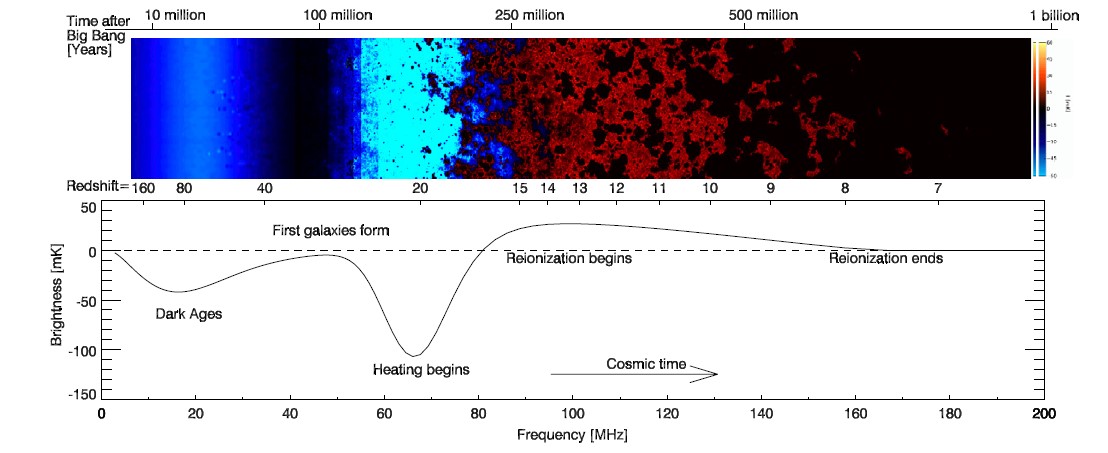 Time after
Big Bang
[Years]
10 million 100 million 250 million 500 million 1 billion
Redshift= 160 80 40 20 15 14 13 12 11 10 9 8 7
50
0
-50
-100
-150
Brightness [mK]
First galaxies form
Reionization begins
Reionization ends
Dark Ages
Heating begins
Cosmic time
0 20 40 60 80 100 120 140 160 180 200
Frequency [MHz]